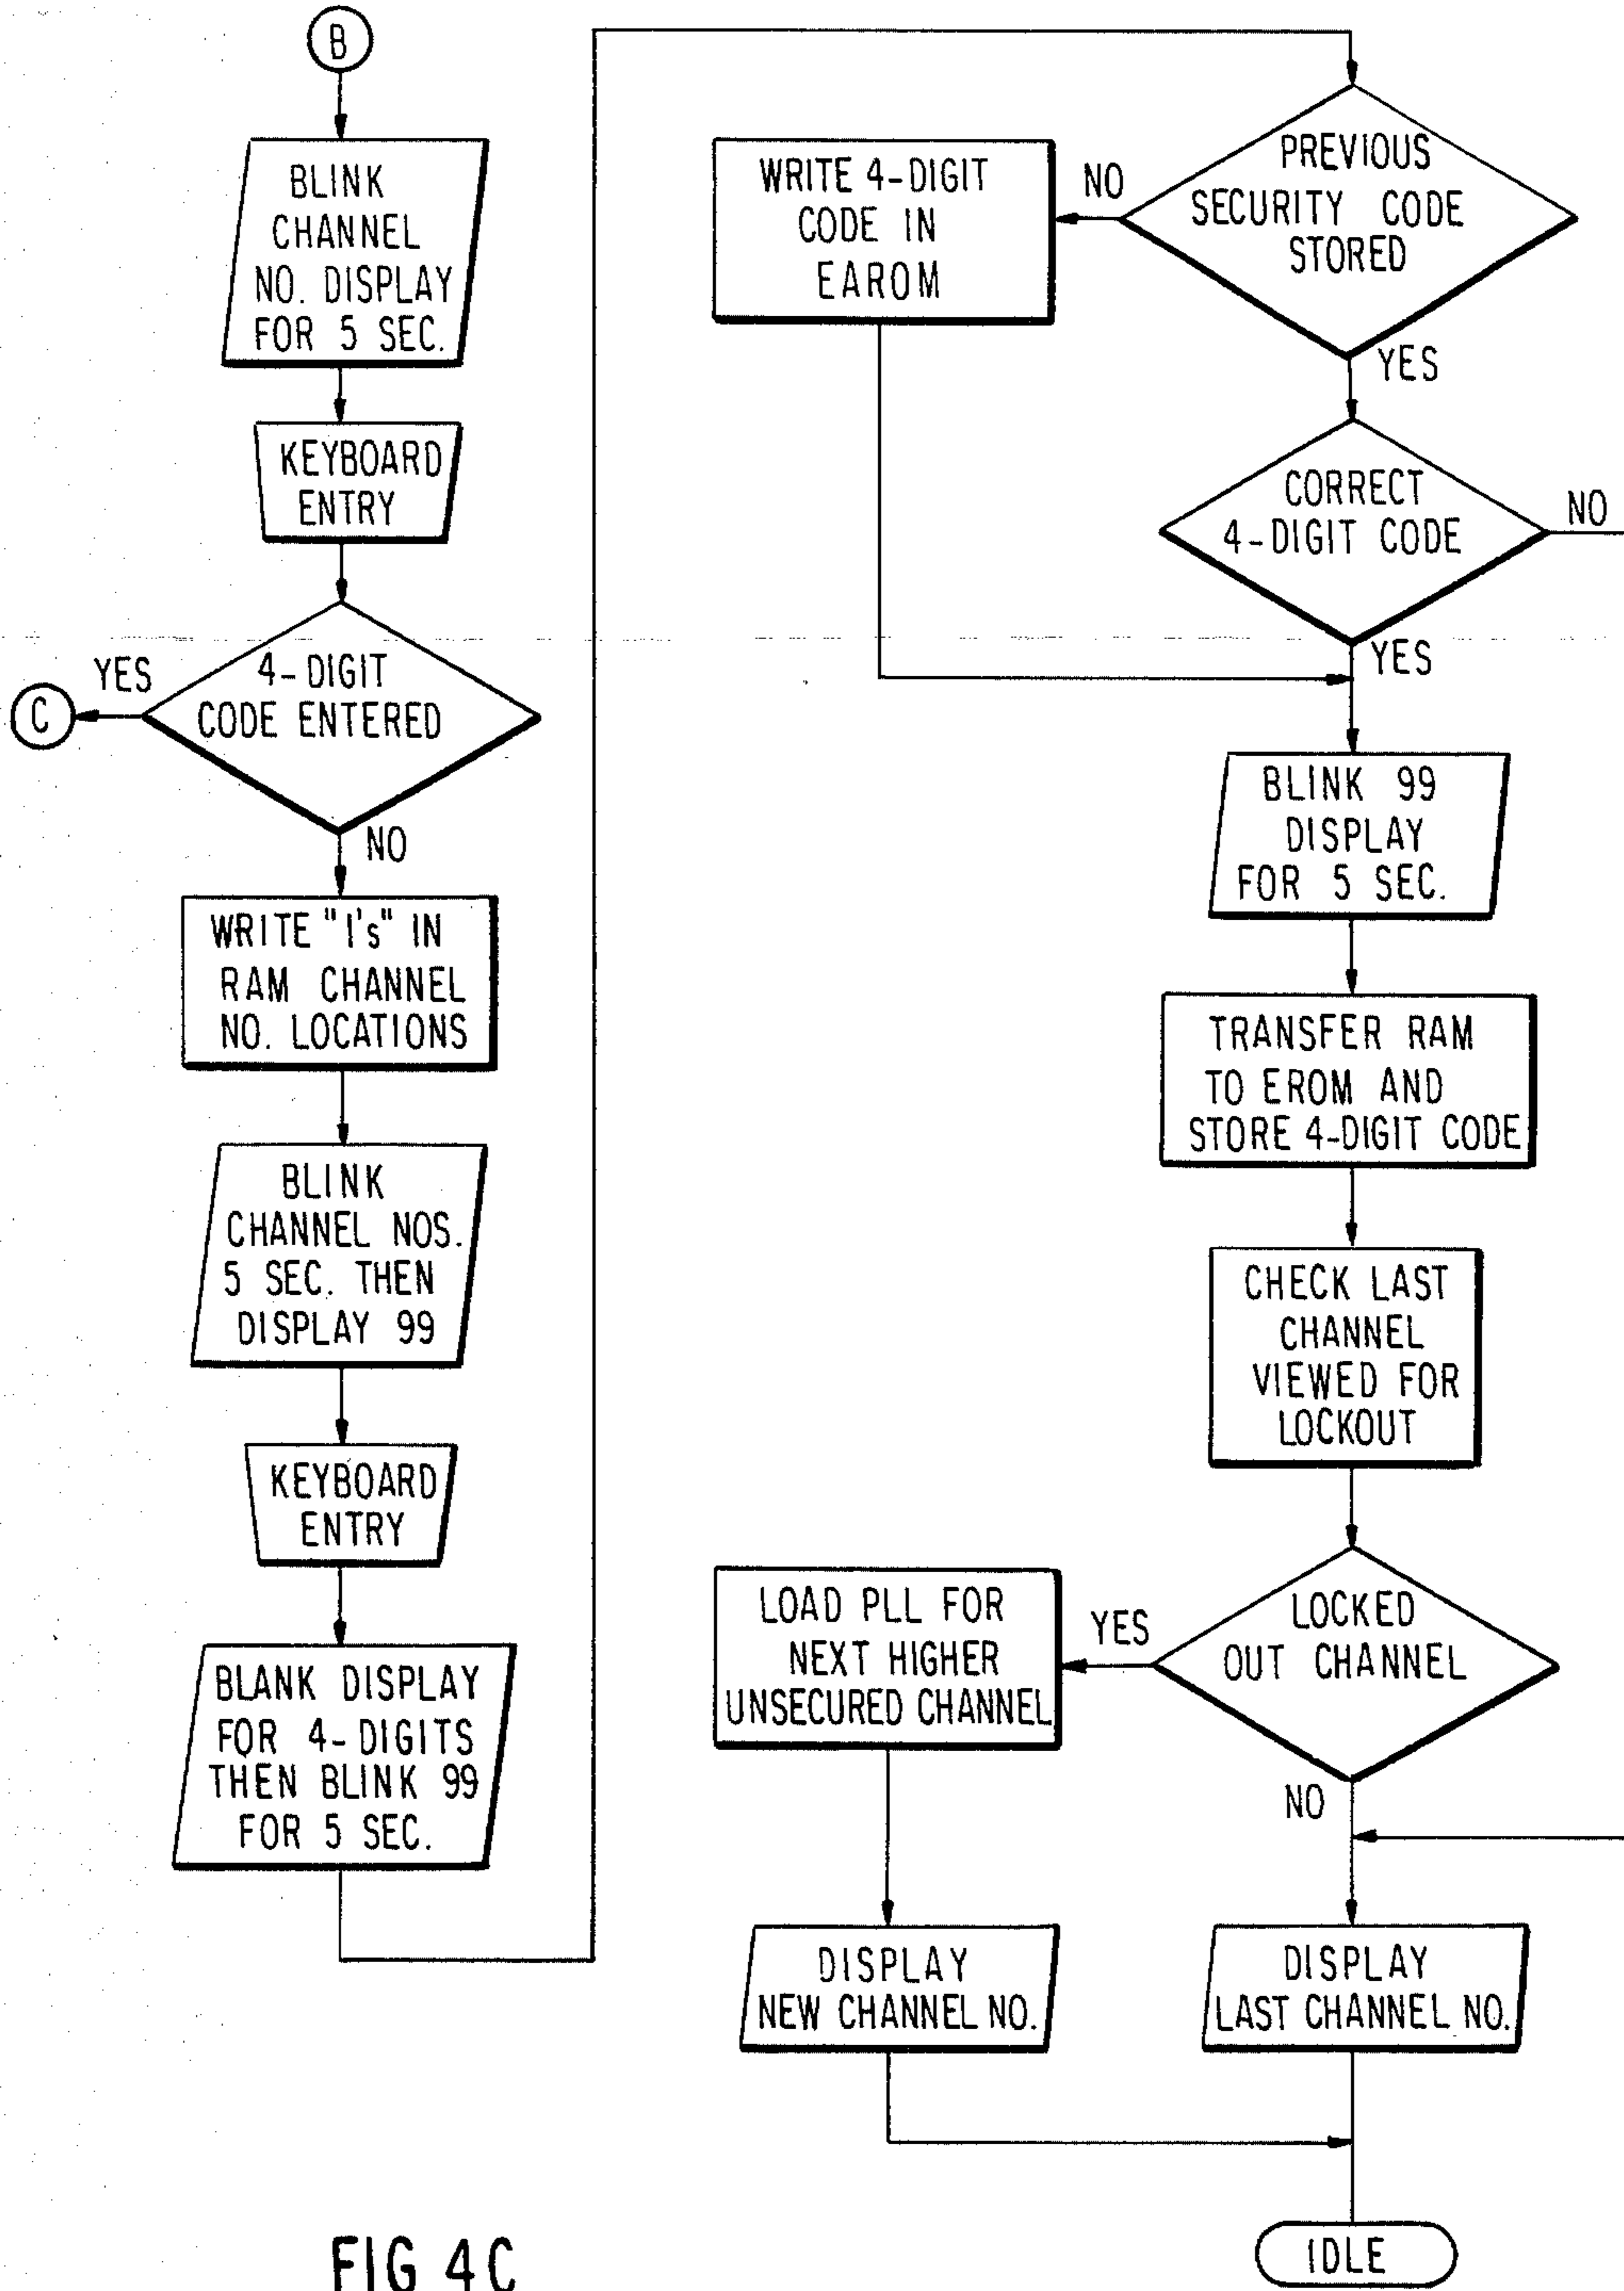 B
BLINK
CHANNEL
NO. DISPLAY
FOR 5 SEC.
KEYBOARD
ENTRY
4-DIGIT
CODE ENTERED
YES
C
NO
WRITE "1's" IN
RAM CHANNEL
NO. LOCATIONS
BLINK
CHANNEL NOS.
5 SEC. THEN
DISPLAY 99
KEYBOARD
ENTRY
BLANK DISPLAY
FOR 4-DIGITS
THEN BLINK 99
FOR 5 SEC.
PREVIOUS
SECURITY CODE
STORED
NO
WRITE 4-DIGIT
CODE IN
EAROM
YES
CORRECT
4-DIGIT CODE
NO
YES
BLINK 99
DISPLAY
FOR 5 SEC.
TRANSFER RAM
TO EROM AND
STORE 4-DIGIT CODE
CHECK LAST
CHANNEL
VIEWED FOR
LOCKOUT
LOCKED
OUT CHANNEL
YES
LOAD PLL FOR
NEXT HIGHER
UNSECURED CHANNEL
NO
DISPLAY
NEW CHANNEL NO.
DISPLAY
LAST CHANNEL NO.
IDLE
FIG 4C